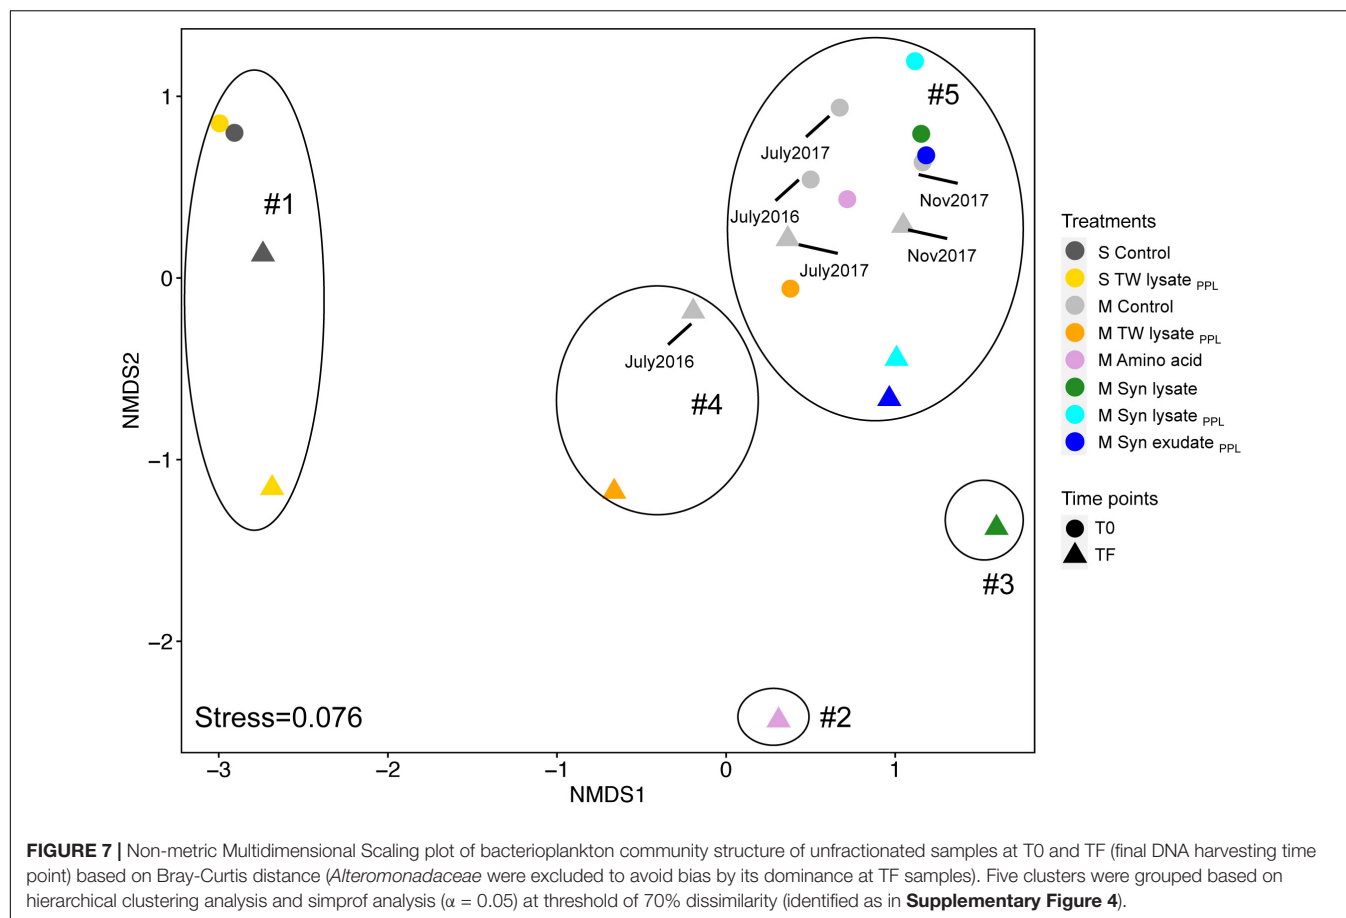 1
0
−1
−2
NMDS2
−3
−2
−1
0
1
NMDS1
#1
#5
July2017
July2016
Nov2017
Nov2017
July2017
July2016
#4
#3
#2
Stress=0.076
Treatments
S Control
S TW lysate PPL
M Control
M TW lysate PPL
M Amino acid
M Syn lysate
M Syn lysate PPL
M Syn exudate PPL
Time points
T0
TF
FIGURE 7 | Non-metric Multidimensional Scaling plot of bacterioplankton community structure of unfractionated samples at T0 and TF (final DNA harvesting time
point) based on Bray-Curtis distance (Alteromonadaceae were excluded to avoid bias by its dominance at TF samples). Five clusters were grouped based on
hierarchical clustering analysis and simprof analysis (α = 0.05) at threshold of 70% dissimilarity (identified as in Supplementary Figure 4).